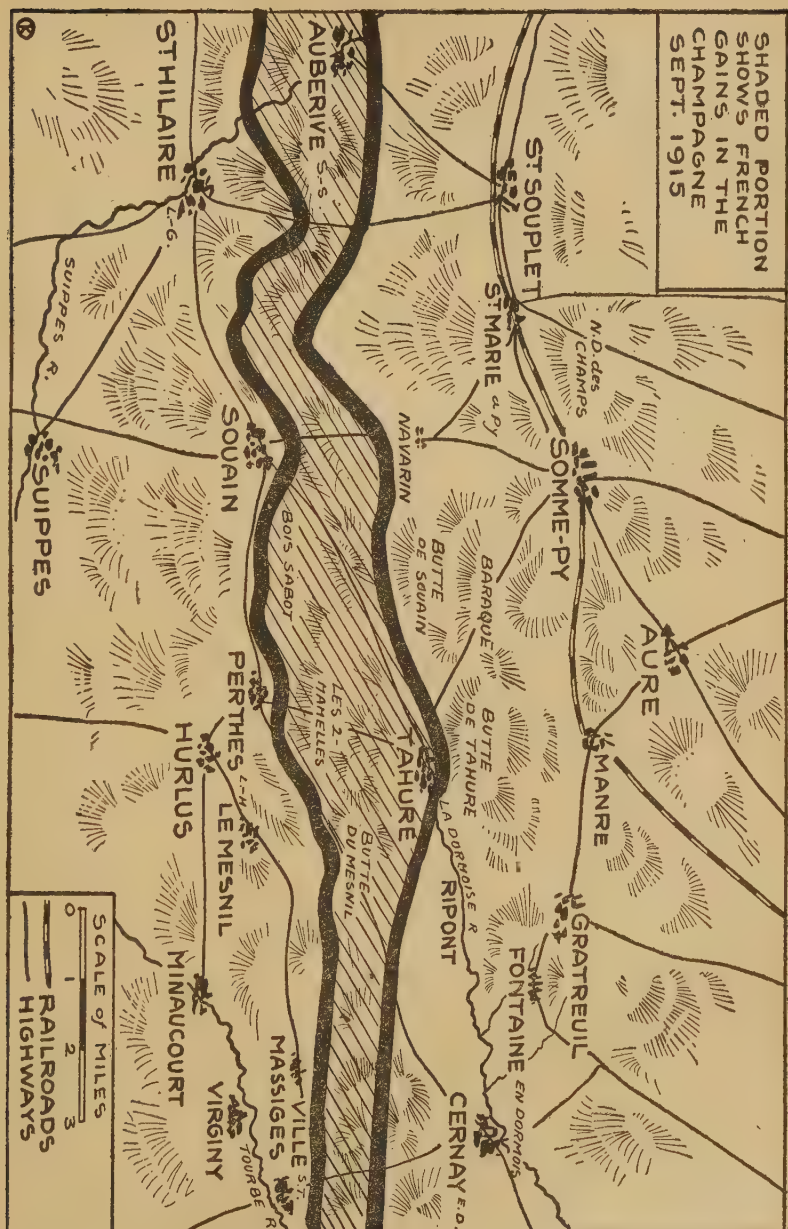 SHADED PORTION
SHOWS FRENCH
GAINS IN THE
CHAMPAGNE
SEPT. 1915
ST SOUPLET
ST MARIE à Py
N.D. des
CHAMPS
SOMME-PY
AURE
MANRE
GRATREUIL
FONTAINE EN DORMOIS
AUBERIVE S.-S.
NAVARIN
BUTTE
DE SOUAIN
BARAQUE
BUTTE
DE TAHURE
TAHURE
LA DORMOISE R
RIPONT
CERNAY E.D.
ST HILAIRE
L-G.
SUIPPES R.
SOUAIN
SUIPPES
BOIS SABOT
LES 2-
MAMELLES
PERTHES
L-H
HURLUS
LE MESNIL
BUTTE
DU MESNIL
MINAUCOURT
MASSIGES
VILLE S.T.
VIRGINY
TOURBE R
SCALE of MILES
0 1 2 3
RAILROADS
HIGHWAYS